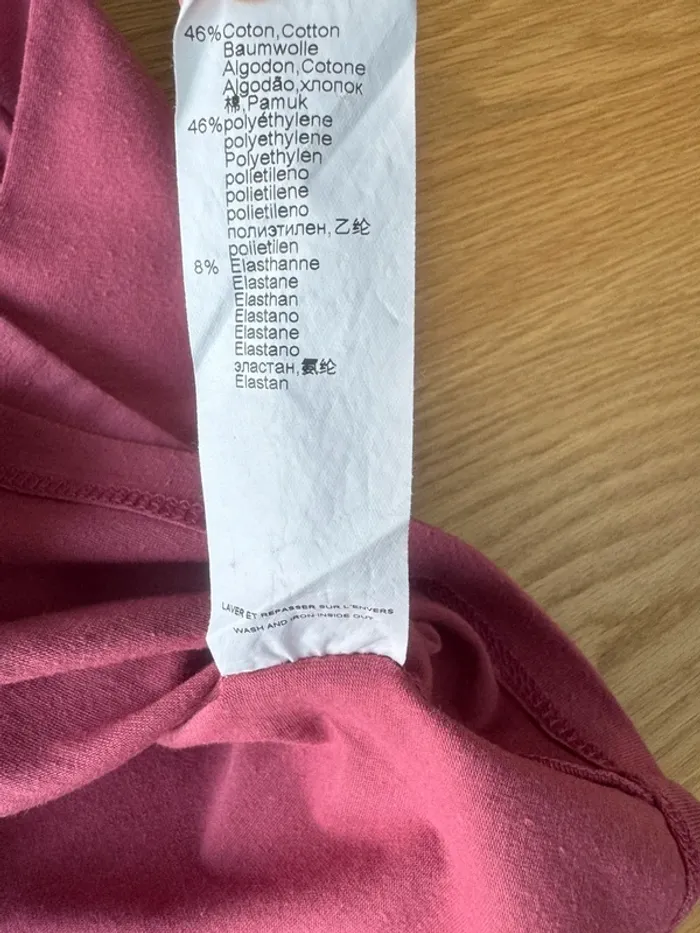 46% Coton, Cotton
Baumwolle
Algodon, Cotone
Algodão, хлопок
棉, Pamuk
46% polyéthylene
polyethylene
Polyethylen
polietileno
polietilene
polietileno
полиэтилен, 乙纶
polietilen
8% Elasthanne
Elastane
Elasthan
Elastano
Elastane
Elastano
эластан, 氨纶
Elastan
LAVER ET REPASSER SUR L'ENVERS
WASH AND IRON INSIDE OUT